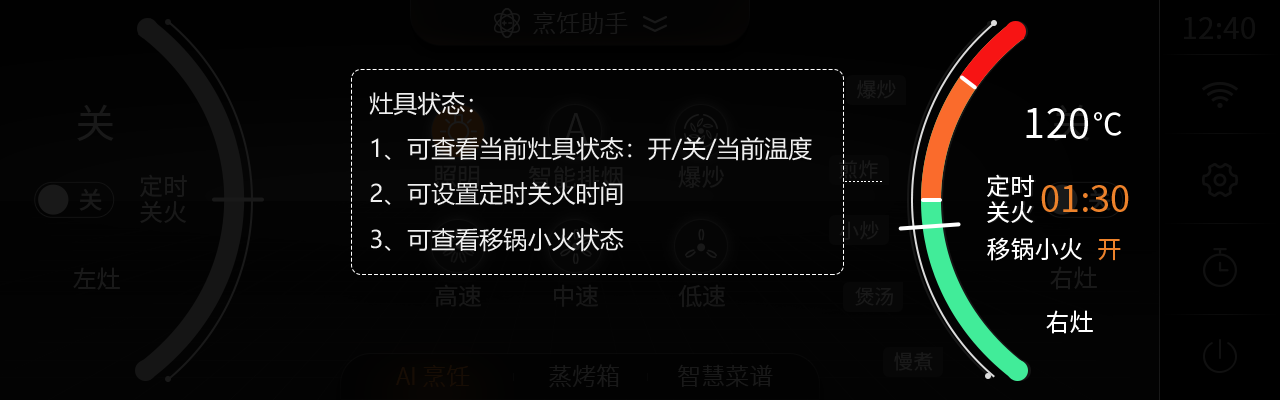 烹饪助手
12:40
关
关
定时
关火
左灶
灶具状态：
1、可查看当前灶具状态：开/关/当前温度
2、可设置定时关火时间
3、可查看移锅小火状态
照明
智能排烟
爆炒
高速
中速
低速
爆炒
煎炸
小炒
煲汤
慢煮
120℃
定时
关火
01:30
移锅小火 开
右灶
右灶
AI 烹饪
蒸烤箱
智慧菜谱